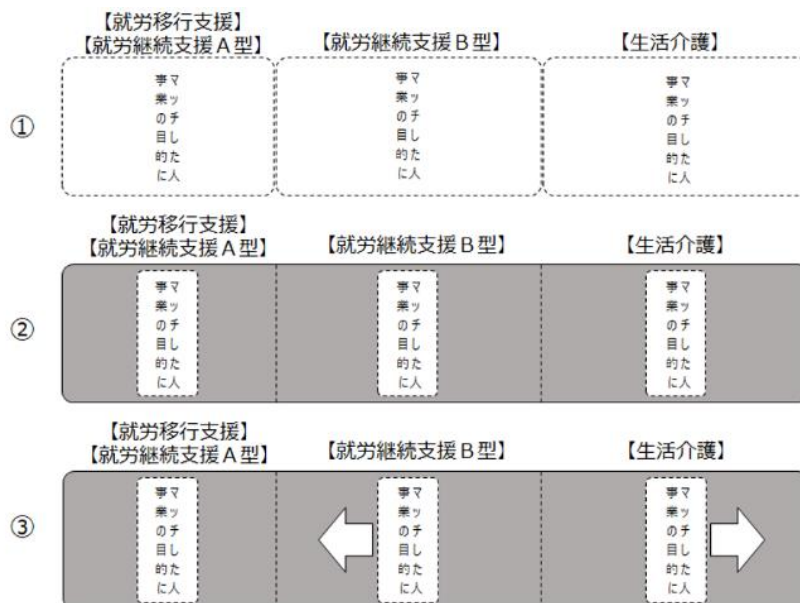 【就労移行支援】
【就労継続支援A型】
【就労継続支援B型】
【生活介護】
①
事業の目的に
マッチした人
事業の目的に
マッチした人
事業の目的に
マッチした人
【就労移行支援】
【就労継続支援A型】
【就労継続支援B型】
【生活介護】
②
事業の目的に
マッチした人
事業の目的に
マッチした人
事業の目的に
マッチした人
【就労移行支援】
【就労継続支援A型】
【就労継続支援B型】
【生活介護】
③
事業の目的に
マッチした人
事業の目的に
マッチした人
事業の目的に
マッチした人